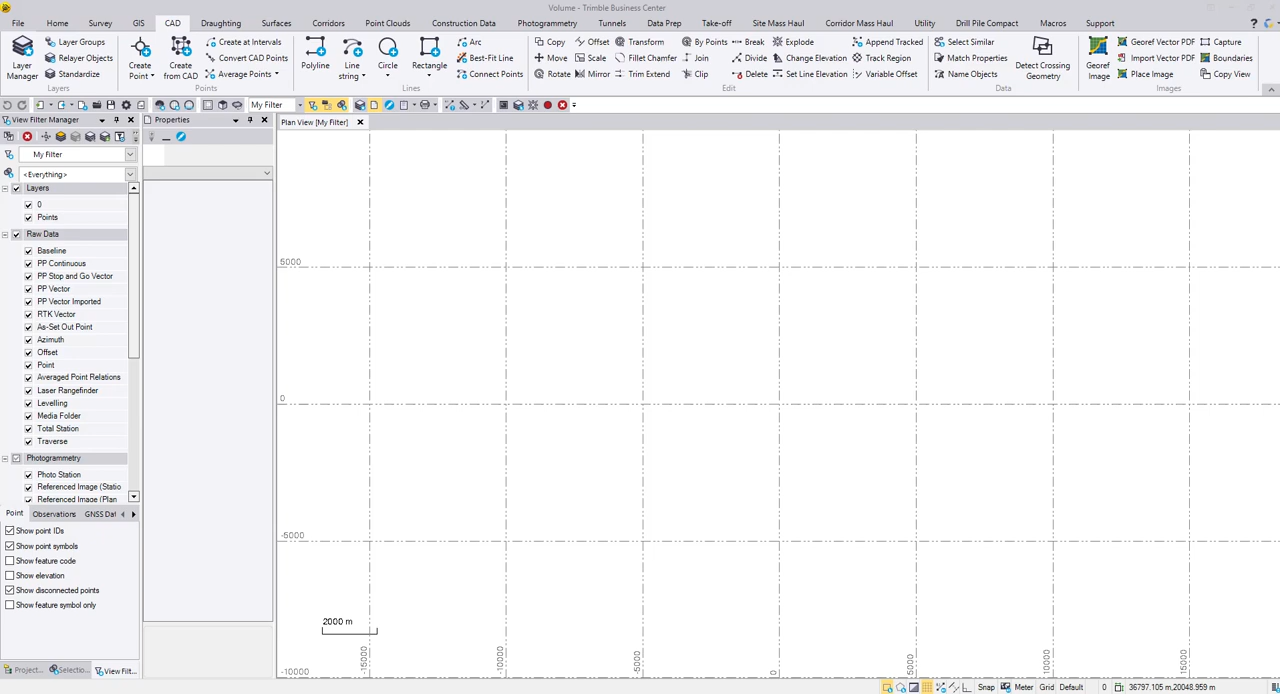 Volume - Trimble Business Center
File Home Survey GIS CAD Draughting Surfaces Corridors Point Clouds Construction Data Photogrammetry Tunnels Data Prep Take-off Site Mass Haul Corridor Mass Haul Utility Drill Pile Compact Macros Support
Layer Manager
Layer Groups
Relayer Objects
Standardize
Layers
Create Point
Create from CAD
Create at Intervals
Convert CAD Points
Average Points
Points
Polyline
Line string
Circle
Rectangle
Arc
Best-Fit Line
Connect Points
Lines
Copy Offset Transform By Points Break Explode Append Tracked
Move Scale Fillet Chamfer Join Divide Change Elevation Track Region
Rotate Mirror Trim Extend Clip Delete Set Line Elevation Variable Offset
Edit
Select Similar
Match Properties
Name Objects
Detect Crossing Geometry
Data
Georef Image
Georef Vector PDF Capture
Import Vector PDF Boundaries
Place Image Copy View
Images
My Filter
View Filter Manager
Properties
Plan View [My Filter]
My Filter
<Everything>
Layers
0
Points
Raw Data
Baseline
PP Continuous
PP Stop and Go Vector
PP Vector
PP Vector Imported
RTK Vector
As-Set Out Point
Azimuth
Offset
Point
Averaged Point Relations
Laser Rangefinder
Levelling
Media Folder
Total Station
Traverse
Photogrammetry
Photo Station
Referenced Image (Statio
Referenced Image (Plan
Point Observations GNSS Dat
Show point IDs
Show point symbols
Show feature code
Show elevation
Show disconnected points
Show feature symbol only
Project... Selectio... View Filt...
5000
0
-5000
-10000
2000 m
-15000
-10000
-5000
0
5000
10000
15000
Snap Meter Grid Default 0 36797.105 m,20048.959 m